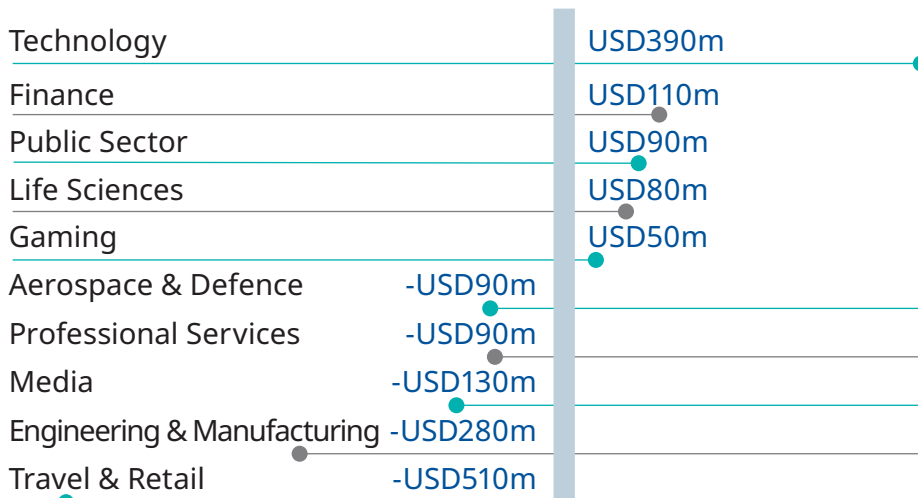 Technology USD390m
Finance USD110m
Public Sector USD90m
Life Sciences USD80m
Gaming USD50m
Aerospace & Defence -USD90m
Professional Services -USD90m
Media -USD130m
Engineering & Manufacturing -USD280m
Travel & Retail -USD510m